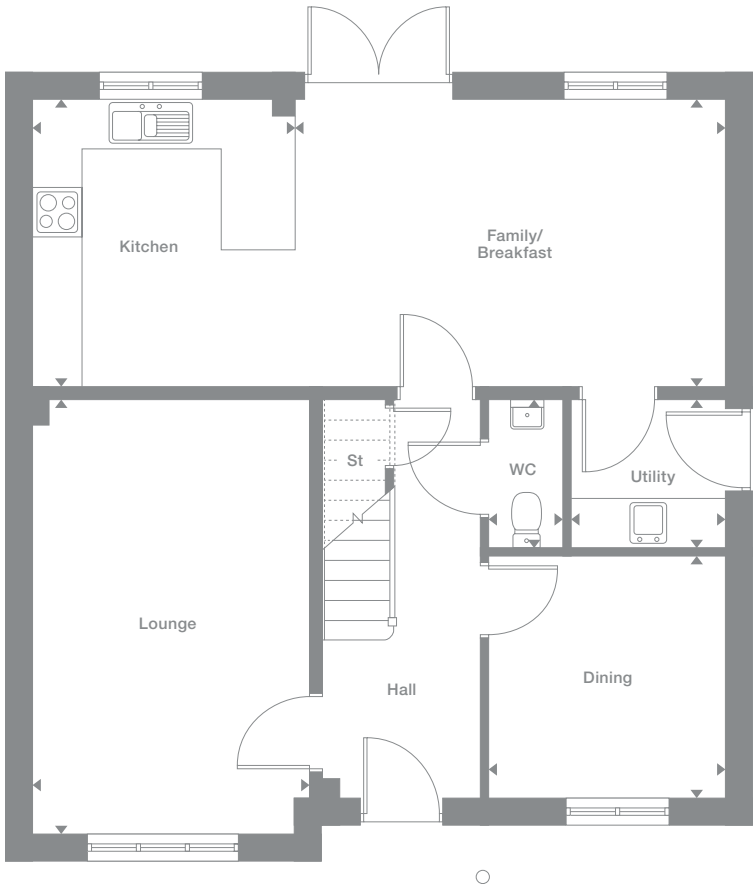 Kitchen
Family/
Breakfast
St
WC
Utility
Lounge
Hall
Dining